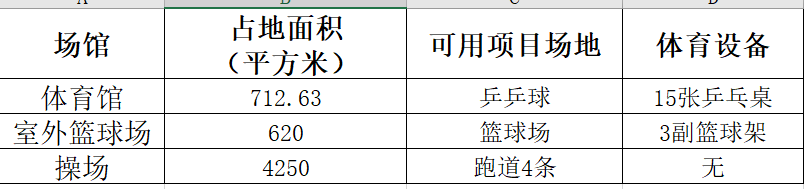 A B C D
场馆 占地面积（平方米） 可用项目场地 体育设备
体育馆 712.63 乒乒球 15张乒乓桌
室外篮球场 620 篮球场 3副篮球架
操场 4250 跑道4条 无